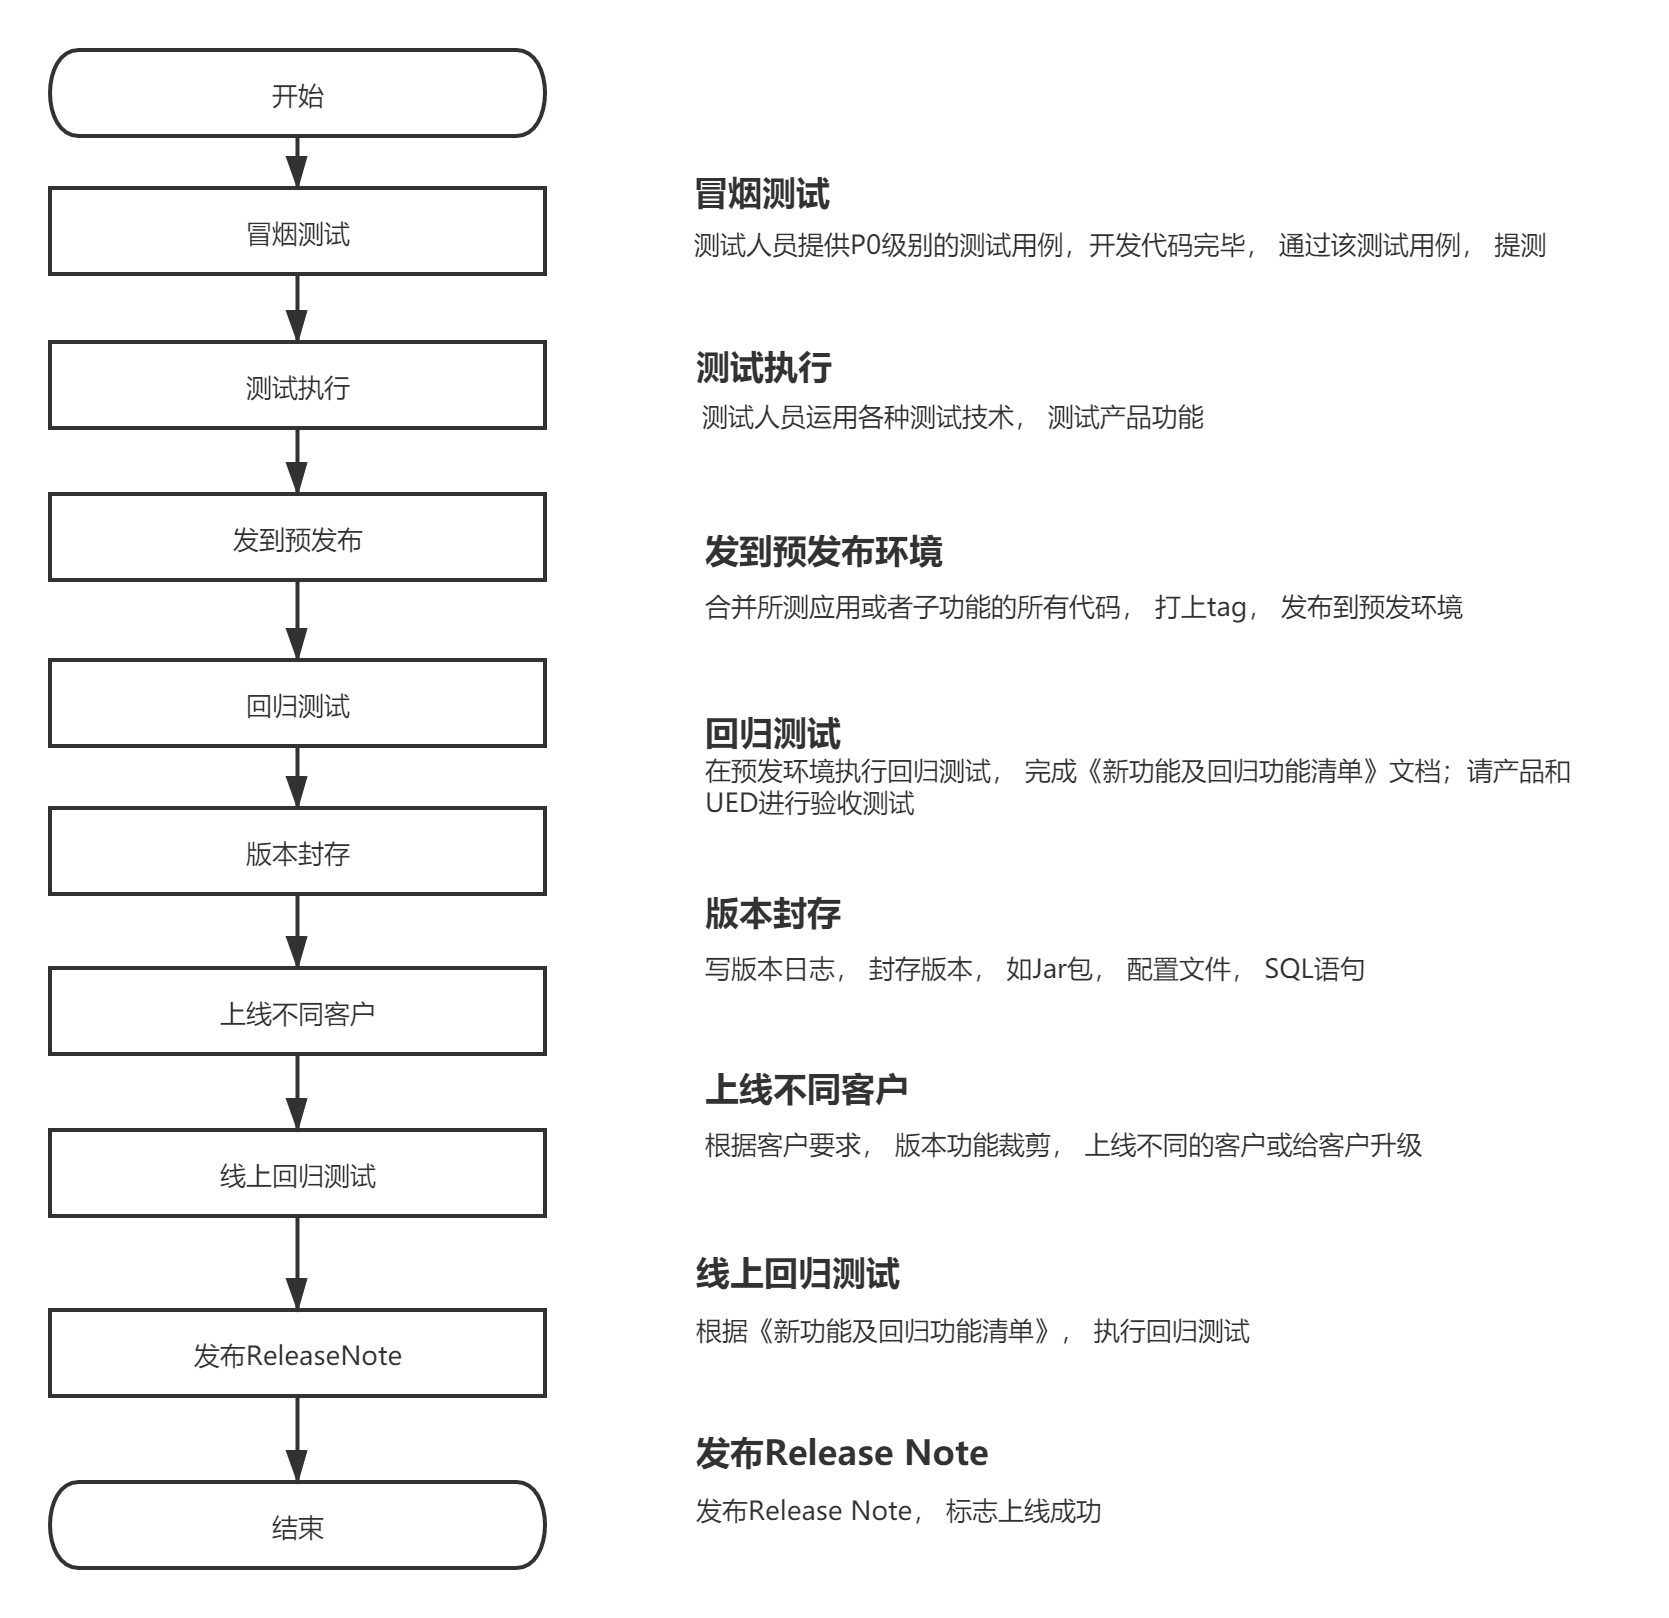 开始
冒烟测试
测试执行
发到预发布
回归测试
版本封存
上线不同客户
线上回归测试
发布ReleaseNote
结束
冒烟测试
测试人员提供P0级别的测试用例，开发代码完毕， 通过该测试用例， 提测
测试执行
测试人员运用各种测试技术， 测试产品功能
发到预发布环境
合并所测应用或者子功能的所有代码， 打上tag， 发布到预发环境
回归测试
在预发环境执行回归测试， 完成《新功能及回归功能清单》文档；请产品和
UED进行验收测试
版本封存
写版本日志， 封存版本， 如Jar包， 配置文件， SQL语句
上线不同客户
根据客户要求， 版本功能裁剪， 上线不同的客户或给客户升级
线上回归测试
根据《新功能及回归功能清单》， 执行回归测试
发布Release Note
发布Release Note， 标志上线成功